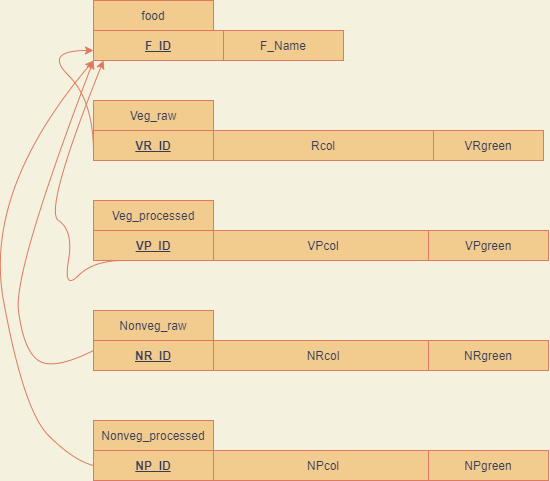 food
F_ID F_Name
Veg_raw
VR_ID Rcol VRgreen
Veg_processed
VP_ID VPcol VPgreen
Nonveg_raw
NR_ID NRcol NRgreen
Nonveg_processed
NP_ID NPcol NPgreen